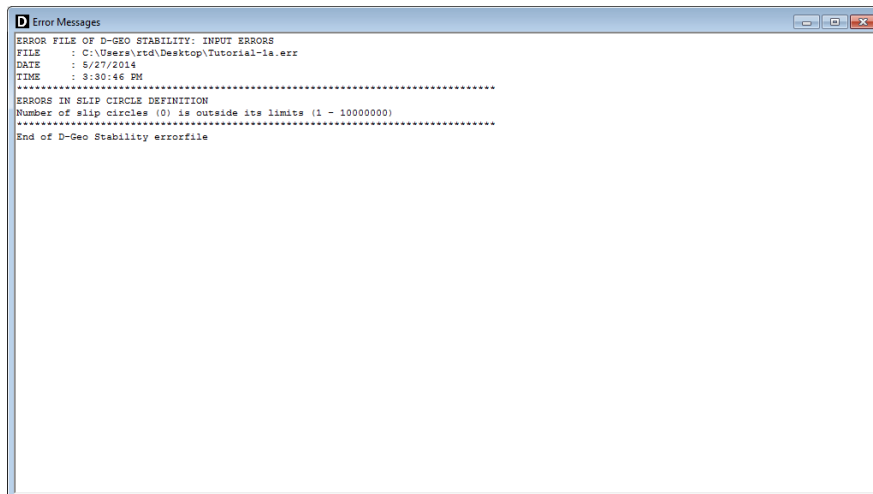 D Error Messages
ERROR FILE OF D-GEO STABILITY: INPUT ERRORS
FILE : C:\Users\rtd\Desktop\Tutorial-1a.err
DATE : 5/27/2014
TIME : 3:30:46 PM
********************************************************************************
ERRORS IN SLIP CIRCLE DEFINITION
Number of slip circles (0) is outside its limits (1 - 10000000)
********************************************************************************
End of D-Geo Stability errorfile